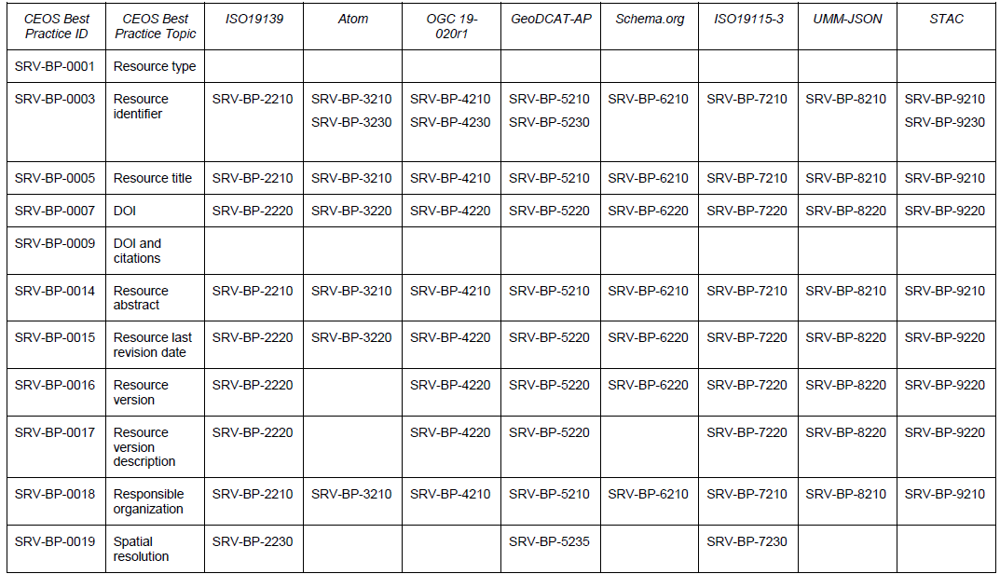 CEOS Best Practice ID	CEOS Best Practice Topic	ISO19139	Atom	OGC 19-020r1	GeoDCAT-AP	Schema.org	ISO19115-3	UMM-JSON	STAC
SRV-BP-0001	Resource type
SRV-BP-0003	Resource identifier	SRV-BP-2210	SRV-BP-3210 SRV-BP-3230	SRV-BP-4210 SRV-BP-4230	SRV-BP-5210 SRV-BP-5230	SRV-BP-6210	SRV-BP-7210	SRV-BP-8210	SRV-BP-9210 SRV-BP-9230
SRV-BP-0005	Resource title	SRV-BP-2210	SRV-BP-3210	SRV-BP-4210	SRV-BP-5210	SRV-BP-6210	SRV-BP-7210	SRV-BP-8210	SRV-BP-9210
SRV-BP-0007	DOI	SRV-BP-2220	SRV-BP-3220	SRV-BP-4220	SRV-BP-5220	SRV-BP-6220	SRV-BP-7220	SRV-BP-8220	SRV-BP-9220
SRV-BP-0009	DOI and citations
SRV-BP-0014	Resource abstract	SRV-BP-2210	SRV-BP-3210	SRV-BP-4210	SRV-BP-5210	SRV-BP-6210	SRV-BP-7210	SRV-BP-8210	SRV-BP-9210
SRV-BP-0015	Resource last revision date	SRV-BP-2220	SRV-BP-3220	SRV-BP-4220	SRV-BP-5220	SRV-BP-6220	SRV-BP-7220	SRV-BP-8220	SRV-BP-9220
SRV-BP-0016	Resource version	SRV-BP-2220		SRV-BP-4220	SRV-BP-5220	SRV-BP-6220	SRV-BP-7220	SRV-BP-8220	SRV-BP-9220
SRV-BP-0017	Resource version description	SRV-BP-2220		SRV-BP-4220	SRV-BP-5220		SRV-BP-7220	SRV-BP-8220	SRV-BP-9220
SRV-BP-0018	Responsible organization	SRV-BP-2210	SRV-BP-3210	SRV-BP-4210	SRV-BP-5210	SRV-BP-6210	SRV-BP-7210	SRV-BP-8210	SRV-BP-9210
SRV-BP-0019	Spatial resolution	SRV-BP-2230			SRV-BP-5235		SRV-BP-7230